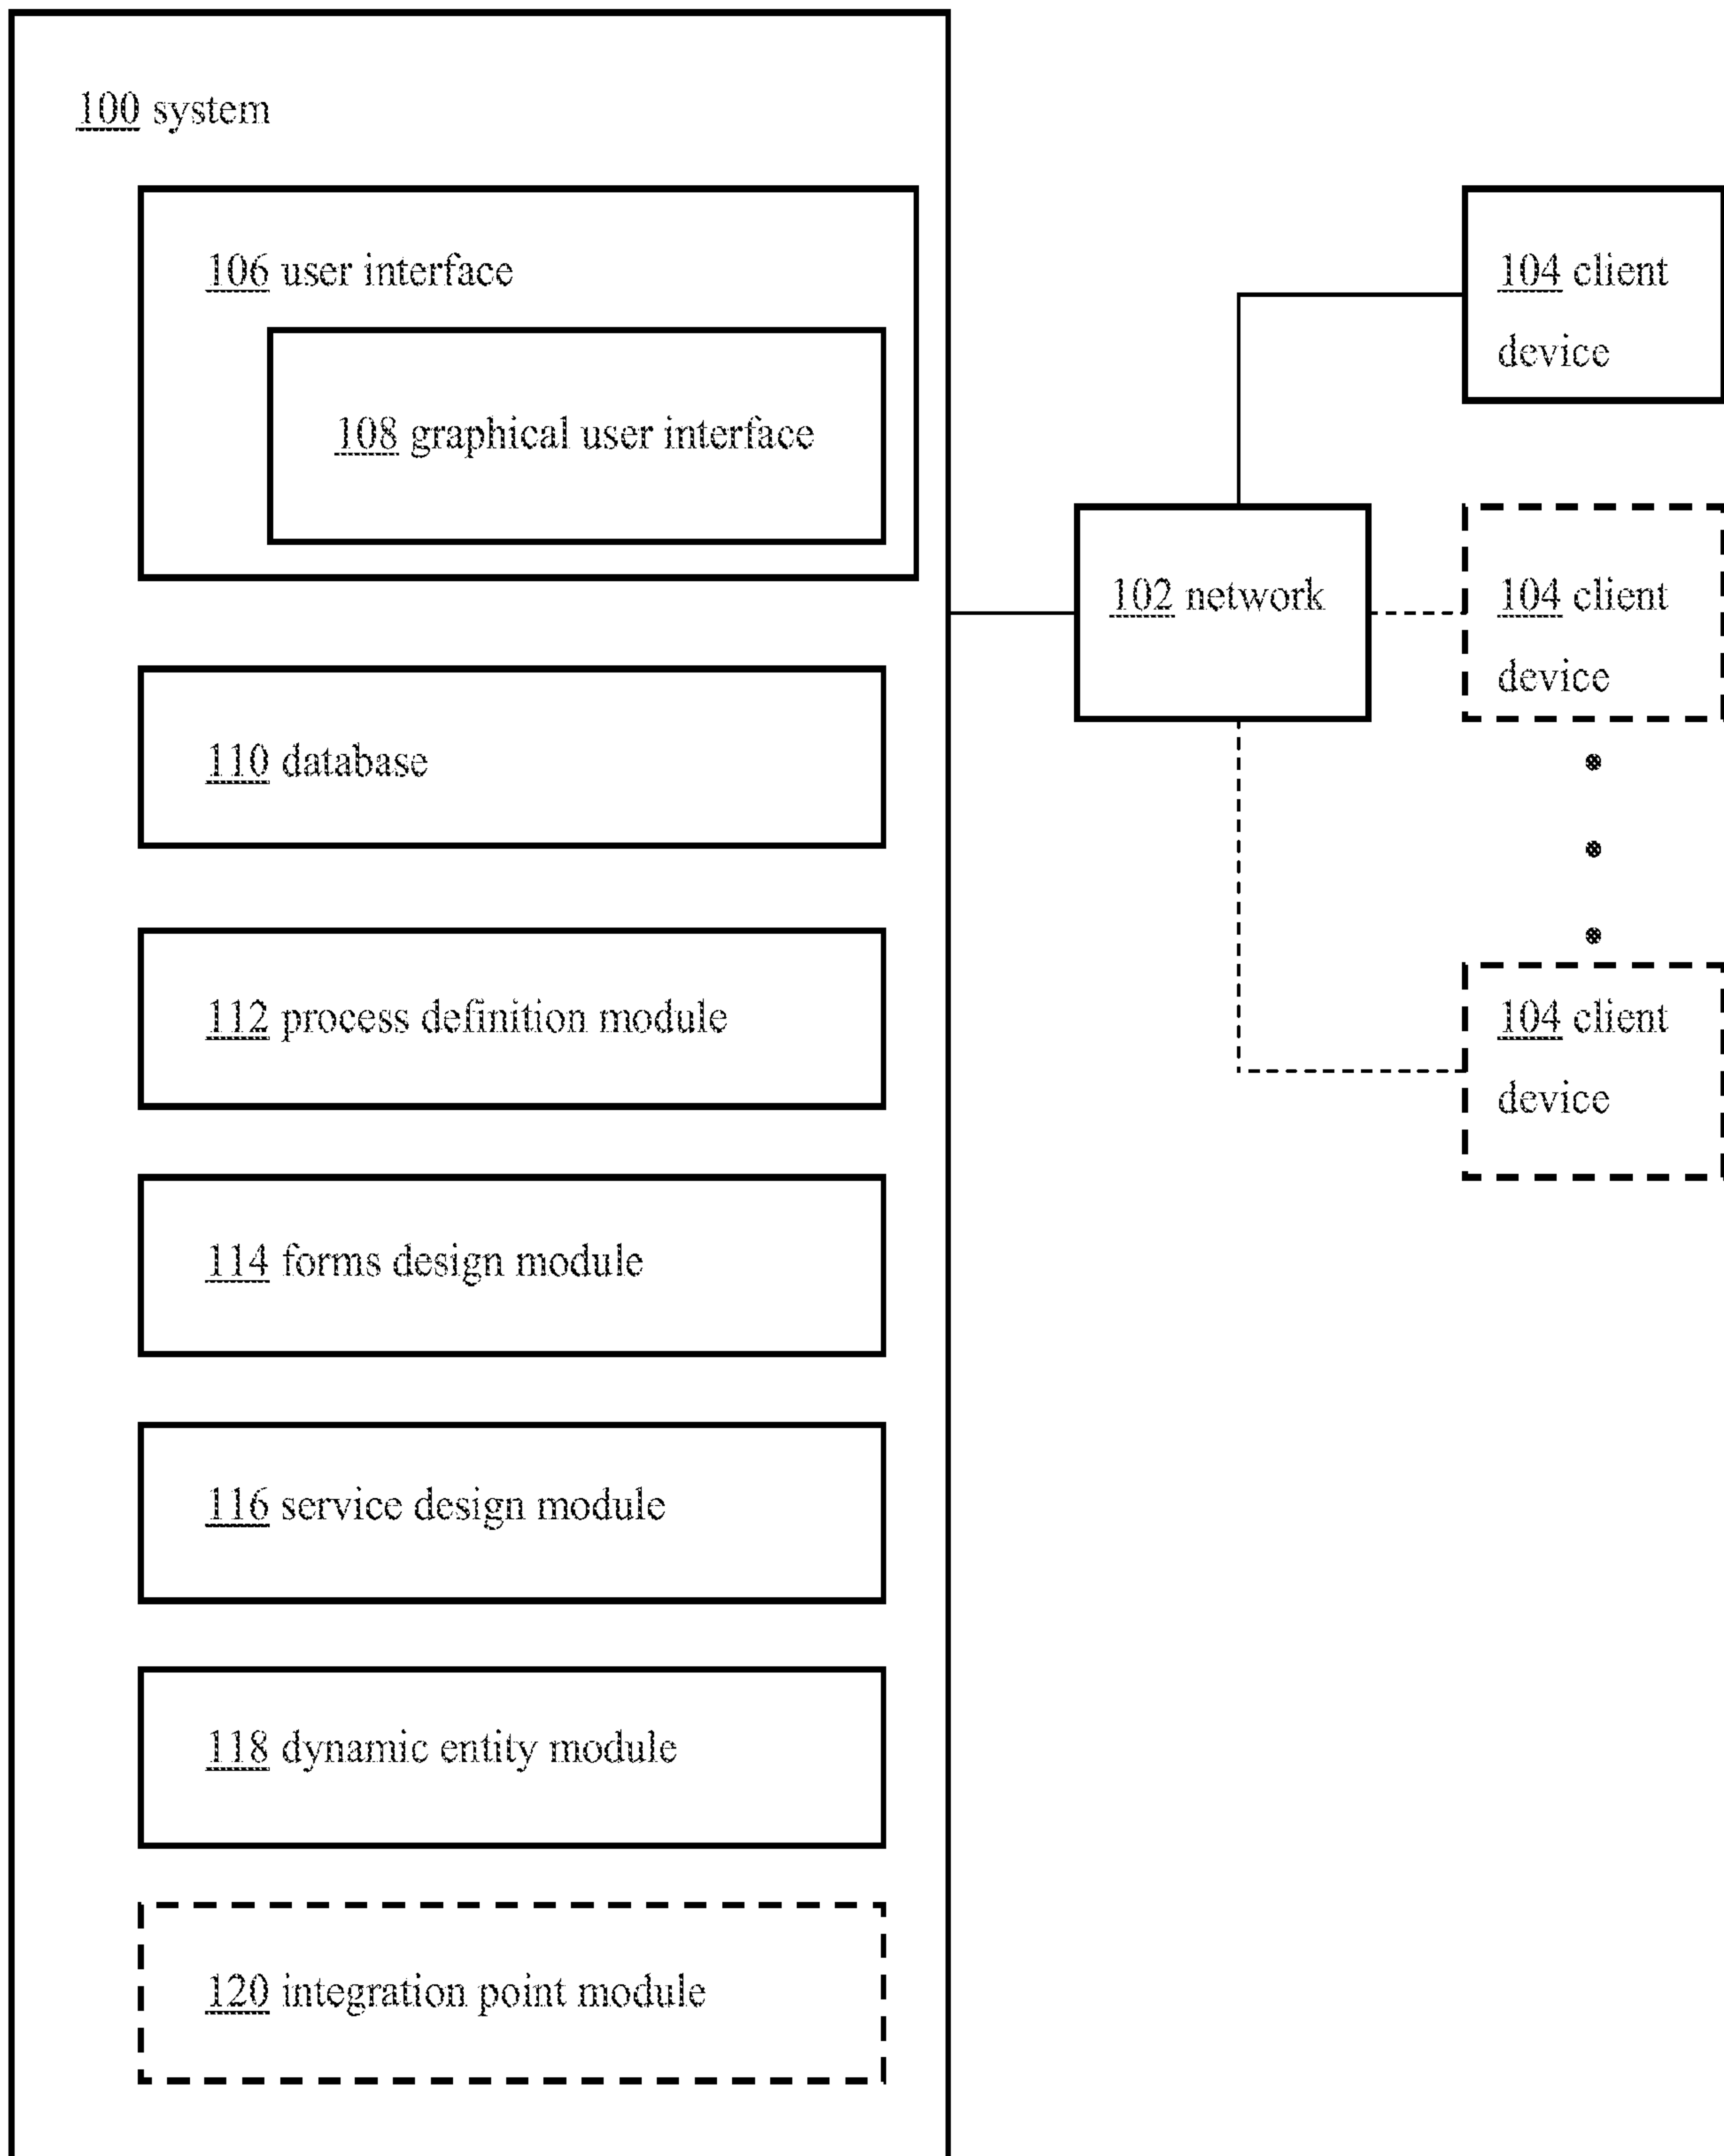 100 system
106 user interface
108 graphical user interface
110 database
112 process definition module
114 forms design module
116 service design module
118 dynamic entity module
120 integration point module
102 network
104 client
device
104 client
device
104 client
device